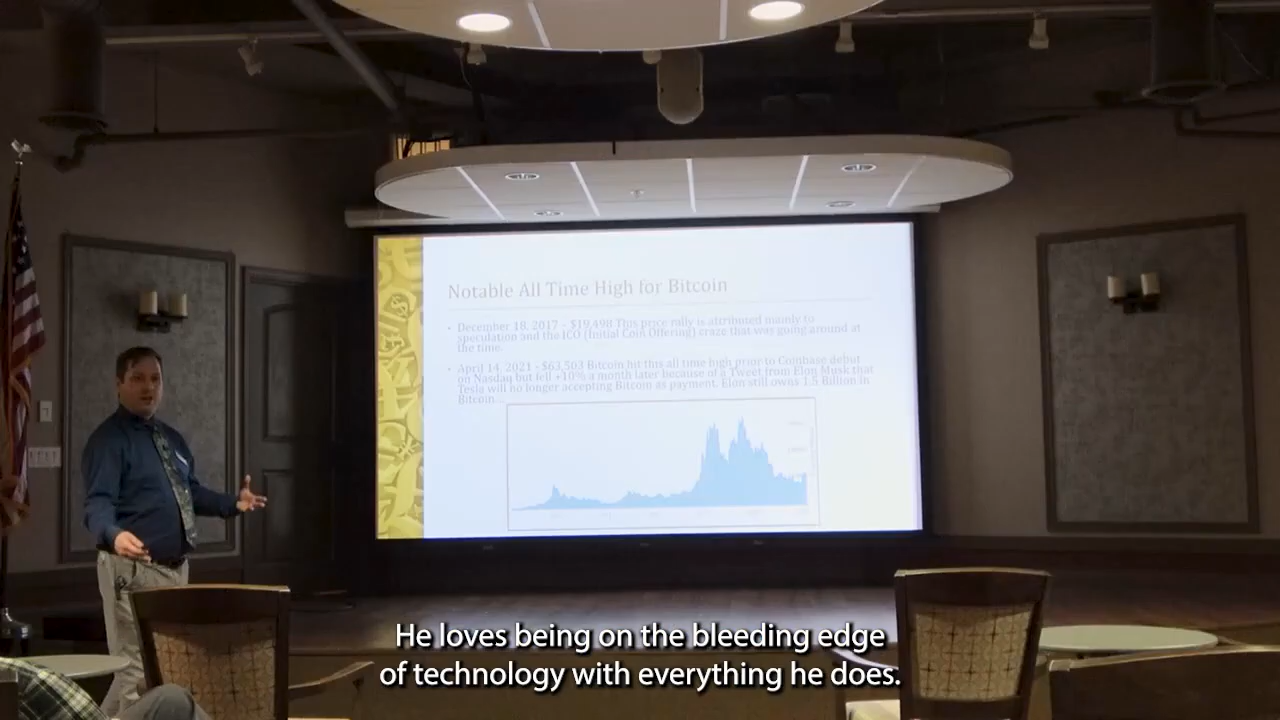 Notable All Time High for Bitcoin
• December 18, 2017 – $19,498 This price rally is attributed mainly to
speculation and the ICO (Initial Coin Offering) craze that was going around at
the time.
• April 14, 2021 - $63,503 Bitcoin hit this all time high prior to Coinbase debut
on Nasdaq but fell +10% a month later because of a Tweet from Elon Musk that
Tesla will no longer accepting Bitcoin as payment. Elon still owns 1.5 Billion in
Bitcoin...
He loves being on the bleeding edge
of technology with everything he does.